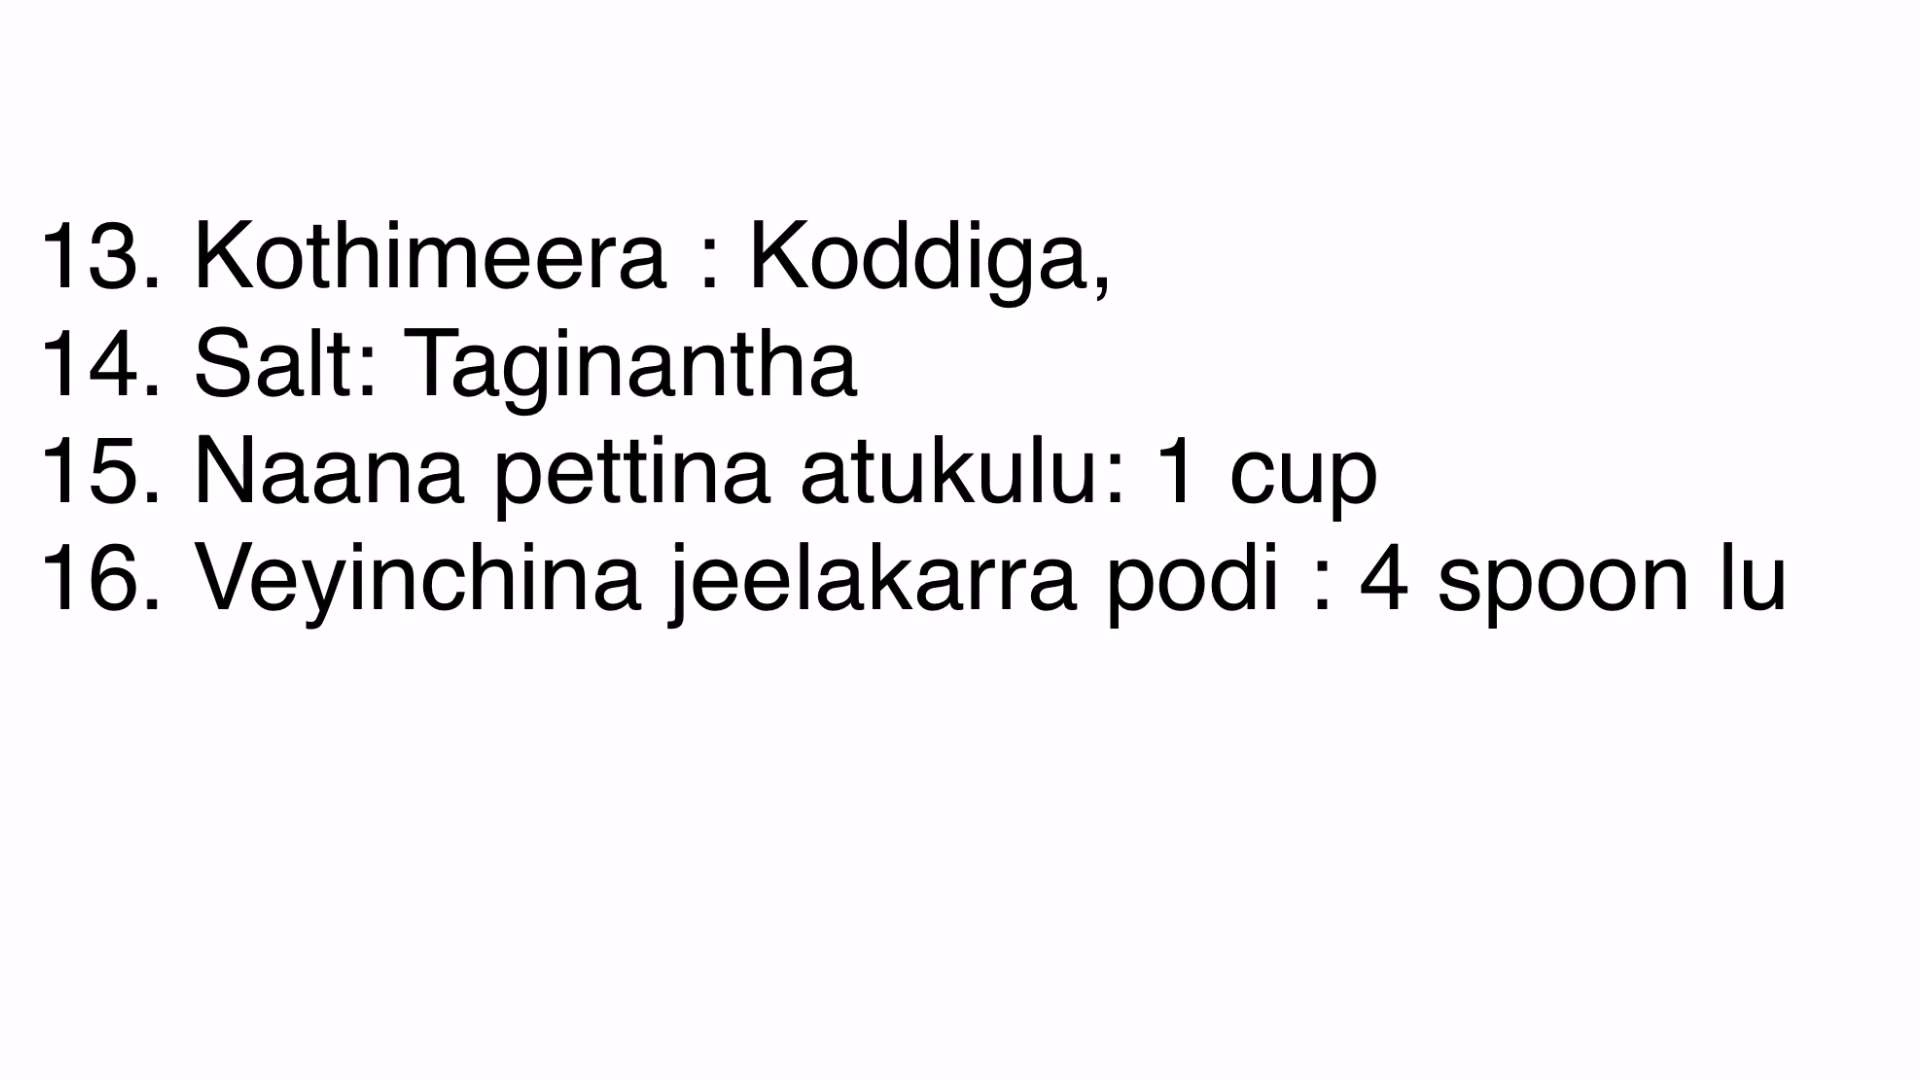 13. Kothimeera : Koddiga,
14. Salt: Taginantha
15. Naana pettina atukulu: 1 cup
16. Veyinchina jeelakarra podi : 4 spoon lu